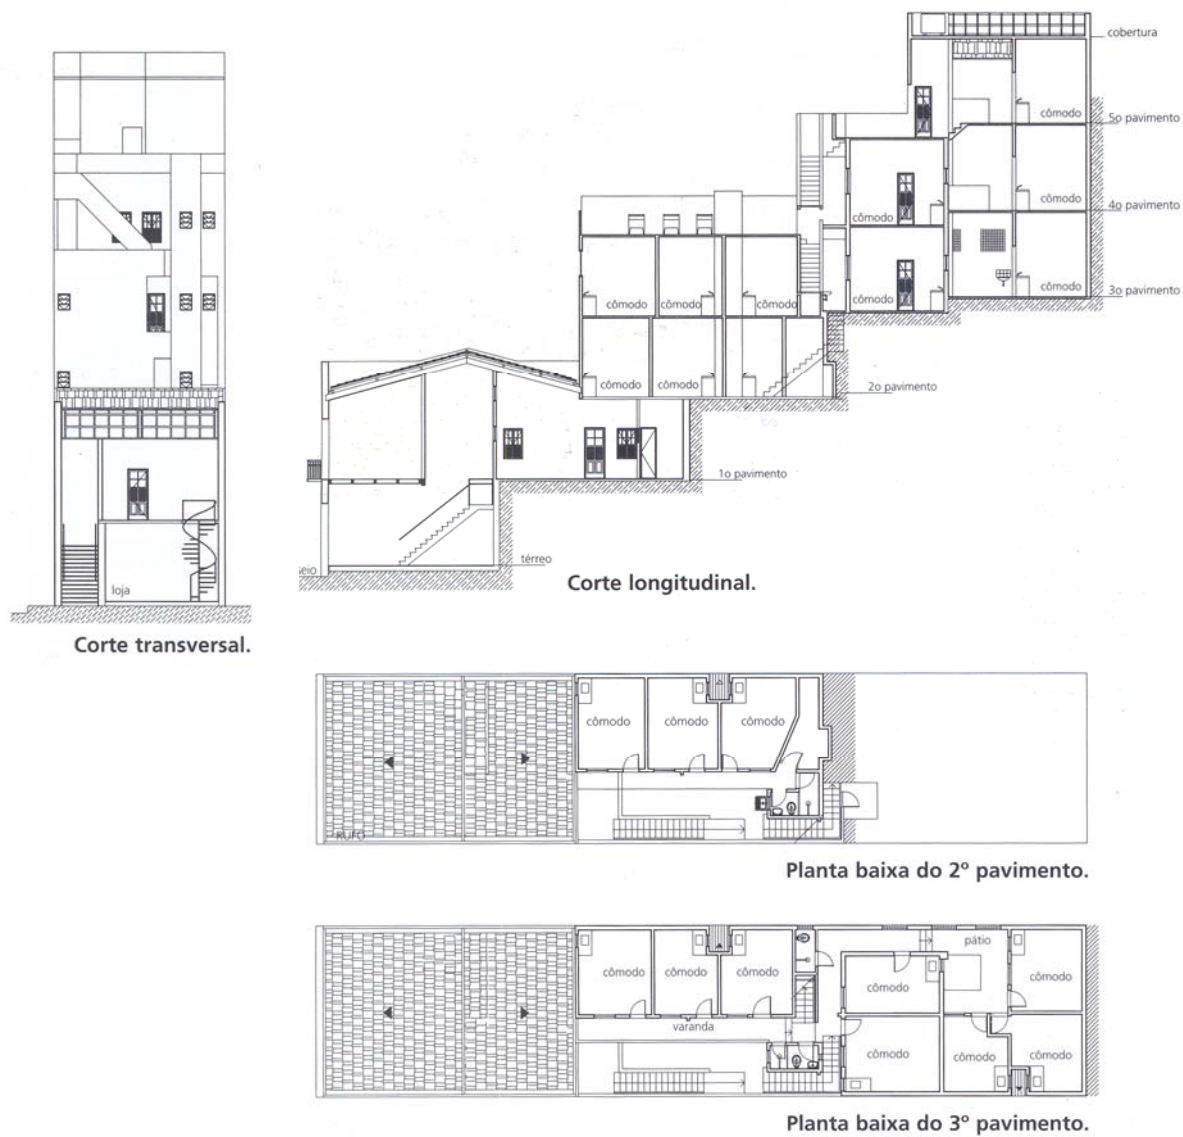 cobertura
cômodo
5o pavimento
cômodo
cômodo
4o pavimento
cômodo
cômodo
3o pavimento
cômodo
cômodo
cômodo
cômodo
cômodo
2o pavimento
1o pavimento
térreo
seio
Corte longitudinal.
loja
Corte transversal.
cômodo
cômodo
cômodo
RUFO
Planta baixa do 2º pavimento.
cômodo
cômodo
cômodo
pátio
cômodo
cômodo
varanda
cômodo
cômodo
cômodo
Planta baixa do 3º pavimento.